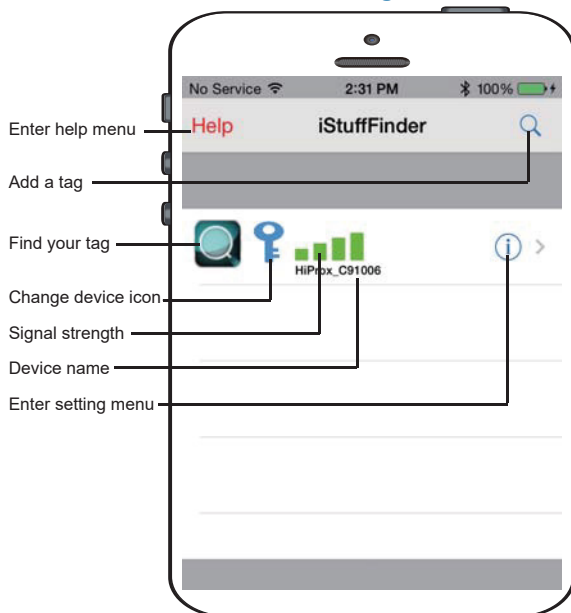 No Service 2:31 PM 100%
Enter help menu
Help iStuffFinder
Add a tag
Find your tag
HiProx_C91006
Change device icon
Signal strength
Device name
Enter setting menu